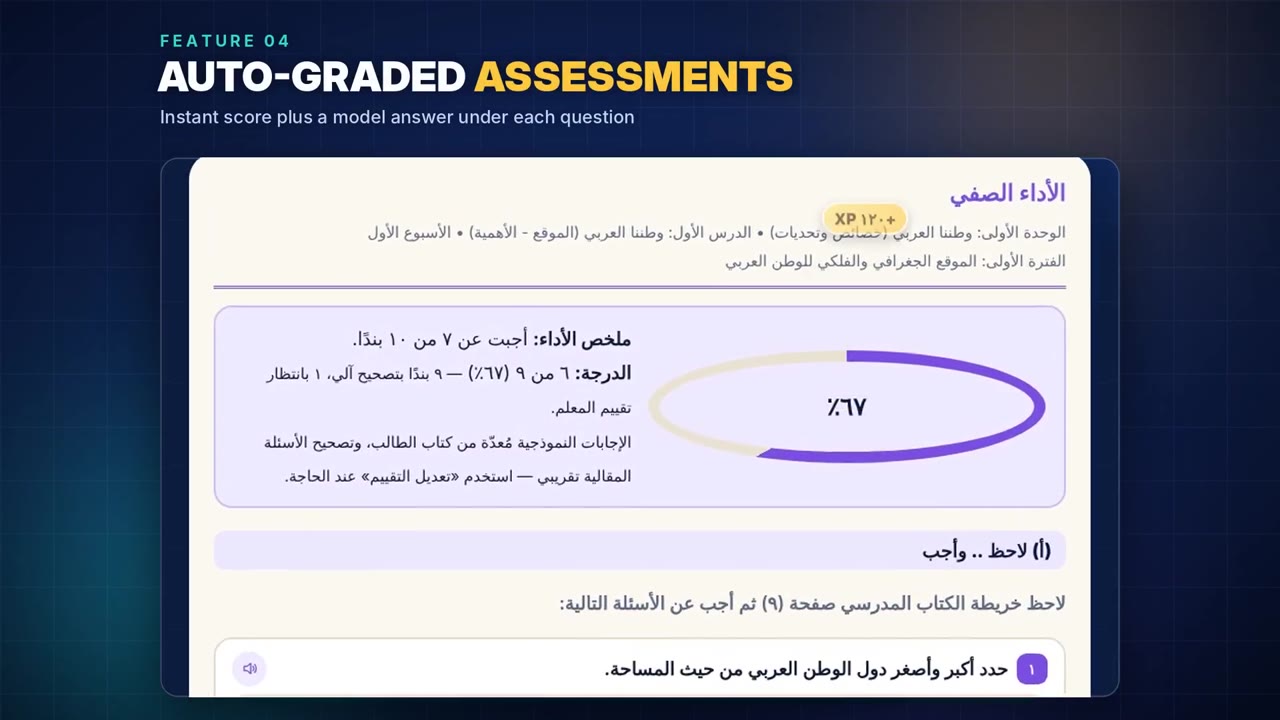 FEATURE 04
AUTO-GRADED ASSESSMENTS
Instant score plus a model answer under each question
الأداء الصفي
+١٢٠ XP
الوحدة الأولى: وطننا العربي (خصائص وتحديات) • الدرس الأول: وطننا العربي (الموقع - الأهمية) • الأسبوع الأول
الفترة الأولى: الموقع الجغرافي والفلكي للوطن العربي
ملخص الأداء: أجبت عن ٧ من ١٠ بندًا.
الدرجة: ٦ من ٩ (٦٧٪) — ٩ بندًا بتصحيح آلي، ١ بانتظار
تقييم المعلم.
الإجابات النموذجية مُعدّة من كتاب الطالب، وتصحيح الأسئلة
المقالية تقريبي — استخدم «تعديل التقييم» عند الحاجة.
٦٧٪
(أ) لاحظ .. وأجب
لاحظ خريطة الكتاب المدرسي صفحة (٩) ثم أجب عن الأسئلة التالية:
١ حدد أكبر وأصغر دول الوطن العربي من حيث المساحة.